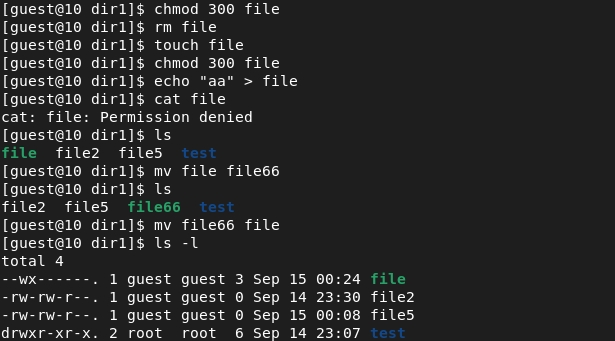 [guest@10 dir1]$ chmod 300 file
[guest@10 dir1]$ rm file
[guest@10 dir1]$ touch file
[guest@10 dir1]$ chmod 300 file
[guest@10 dir1]$ echo "aa" > file
[guest@10 dir1]$ cat file
cat: file: Permission denied
[guest@10 dir1]$ ls
file  file2  file5  test
[guest@10 dir1]$ mv file file66
[guest@10 dir1]$ ls
file2  file5  file66  test
[guest@10 dir1]$ mv file66 file
[guest@10 dir1]$ ls -l
total 4
--wx------. 1 guest guest 3 Sep 15 00:24 file
-rw-rw-r--. 1 guest guest 0 Sep 14 23:30 file2
-rw-rw-r--. 1 guest guest 0 Sep 15 00:08 file5
drwxr-xr-x. 2 root  root  6 Sep 14 23:07 test